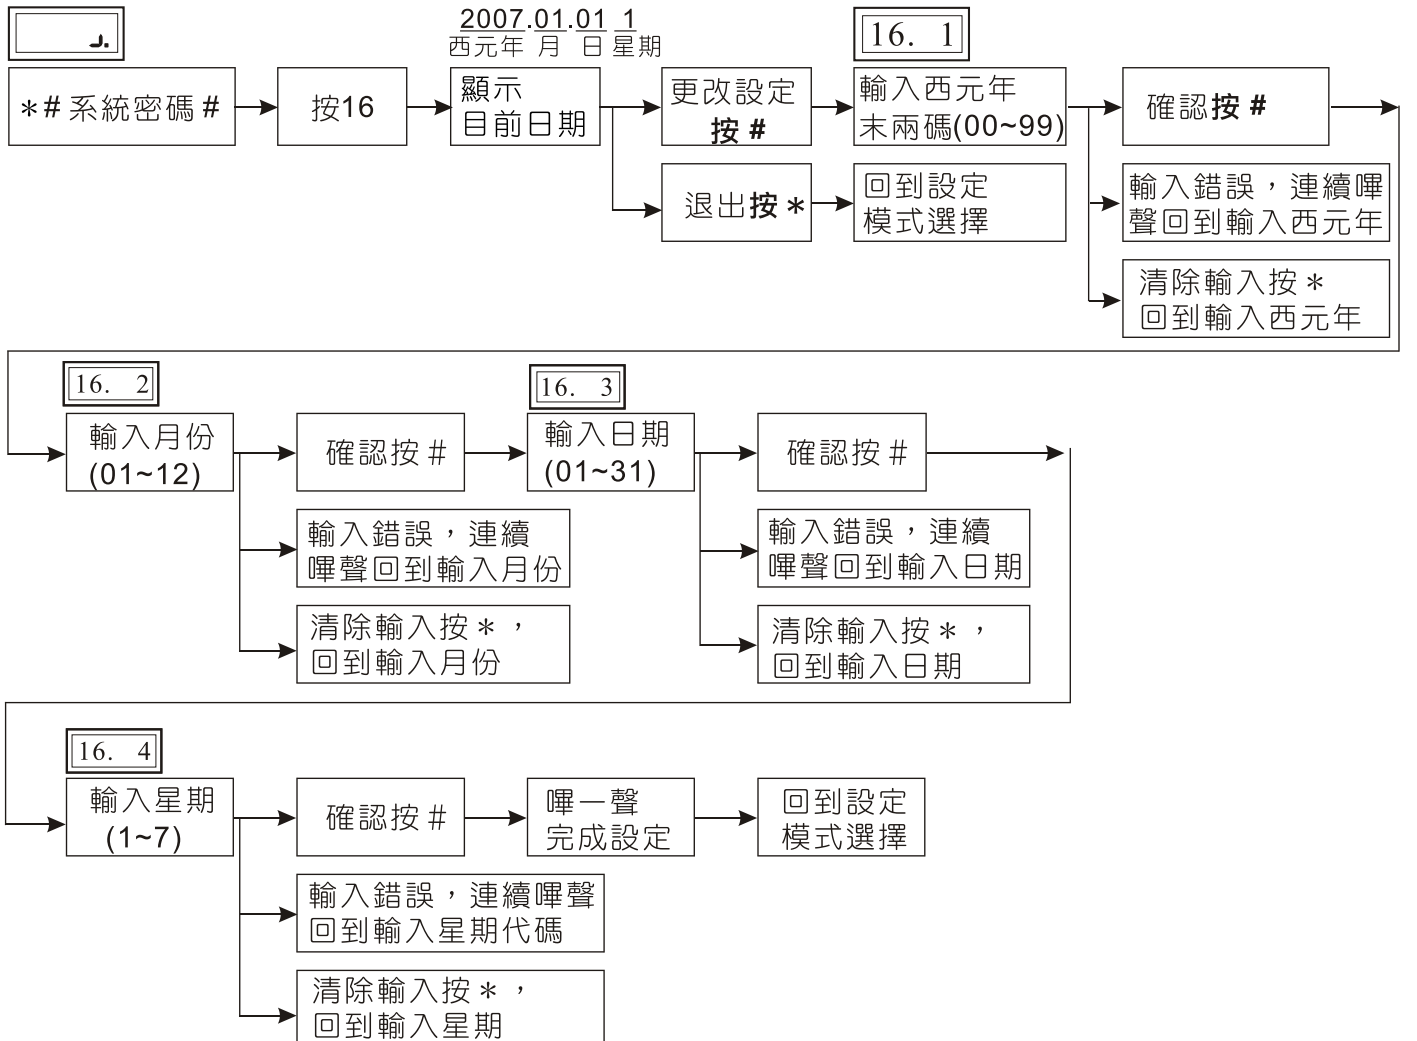 2007.01.01 1
西元年 月 日 星期
16. 1
＊#系統密碼#
按16
顯示
目前日期
更改設定
按 #
輸入西元年
末兩碼(00~99)
確認按 #
退出按＊
回到設定
模式選擇
輸入錯誤，連續嗶
聲回到輸入西元年
清除輸入按＊
回到輸入西元年
16. 2
輸入月份
(01~12)
確認按#
16. 3
輸入日期
(01~31)
確認按#
輸入錯誤，連續
嗶聲回到輸入月份
輸入錯誤，連續
嗶聲回到輸入日期
清除輸入按＊，
回到輸入月份
清除輸入按＊，
回到輸入日期
16. 4
輸入星期
(1~7)
確認按#
嗶一聲
完成設定
回到設定
模式選擇
輸入錯誤，連續嗶聲
回到輸入星期代碼
清除輸入按＊，
回到輸入星期